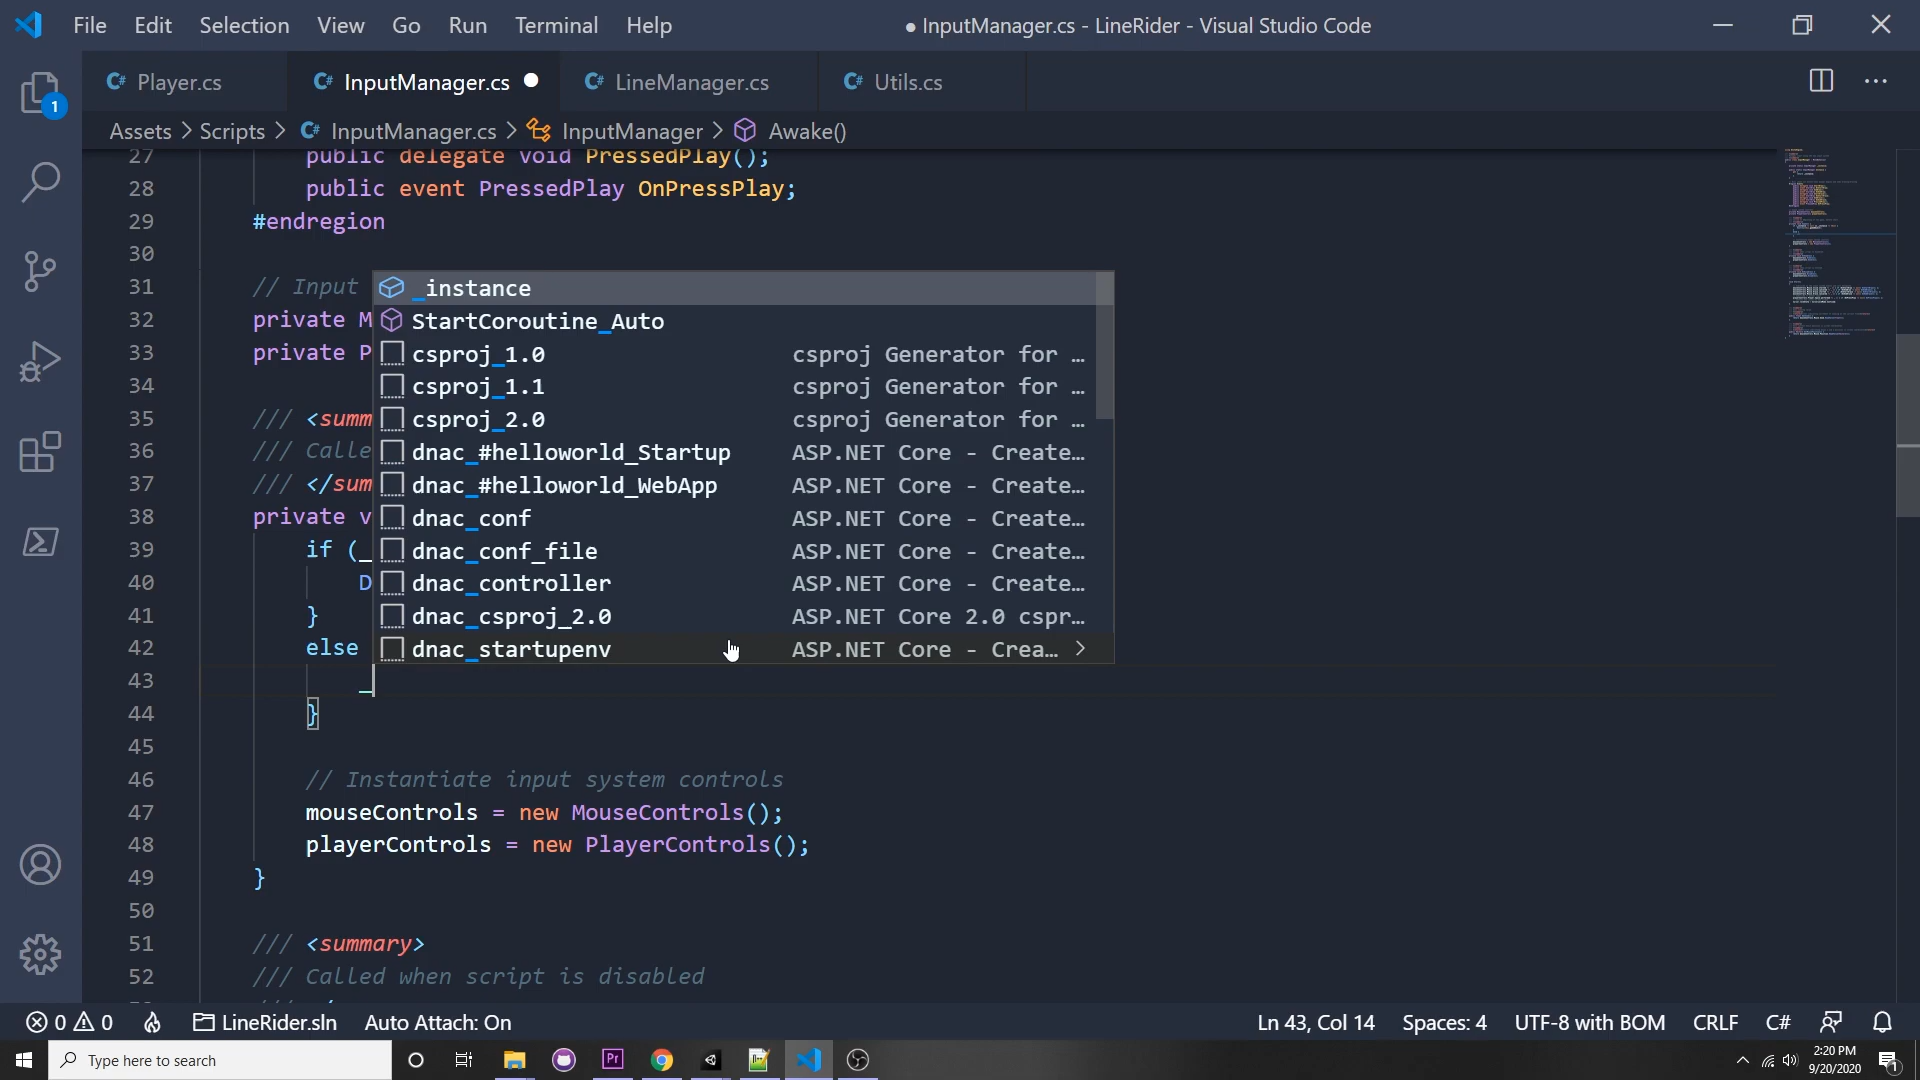 File Edit Selection View Go Run Terminal Help
● InputManager.cs - LineRider - Visual Studio Code
C# Player.cs
C# InputManager.cs
C# LineManager.cs
C# Utils.cs
1
Assets > Scripts > C# InputManager.cs > InputManager > Awake()
27 public delegate void PressedPlay();
28 public event PressedPlay OnPressPlay;
29 #endregion
30
31 // Input
32 private M
33 private P
34
35 /// <summ
36 /// Calle
37 /// </sum
38 private v
39 if (_
40 D
41 }
42 else
43 _
44 }
45
46 // Instantiate input system controls
47 mouseControls = new MouseControls();
48 playerControls = new PlayerControls();
49 }
50
51 /// <summary>
52 /// Called when script is disabled
_instance
StartCoroutine_Auto
csproj_1.0 csproj Generator for …
csproj_1.1 csproj Generator for …
csproj_2.0 csproj Generator for …
dnac_#helloworld_Startup ASP.NET Core - Create…
dnac_#helloworld_WebApp ASP.NET Core - Create…
dnac_conf ASP.NET Core - Create…
dnac_conf_file ASP.NET Core - Create…
dnac_controller ASP.NET Core - Create…
dnac_csproj_2.0 ASP.NET Core 2.0 cspr…
dnac_startupenv ASP.NET Core - Crea… >
0 0 LineRider.sln Auto Attach: On
Ln 43, Col 14 Spaces: 4 UTF-8 with BOM CRLF C#
Type here to search
Pr
2:20 PM
9/20/2020
1